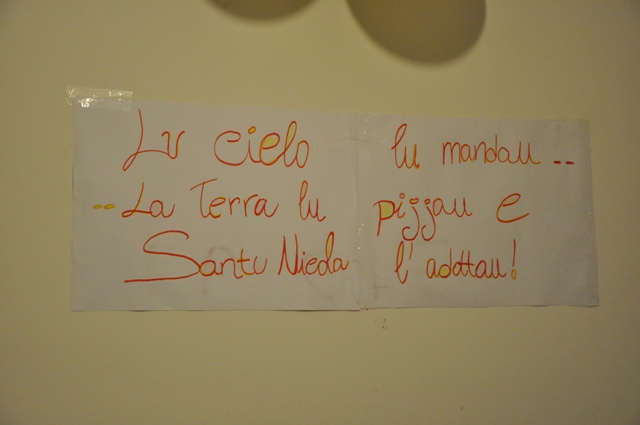 Lu cielo lu mandau --
-- La Terra lu pijjau e
Santu Nieda l' adottau!